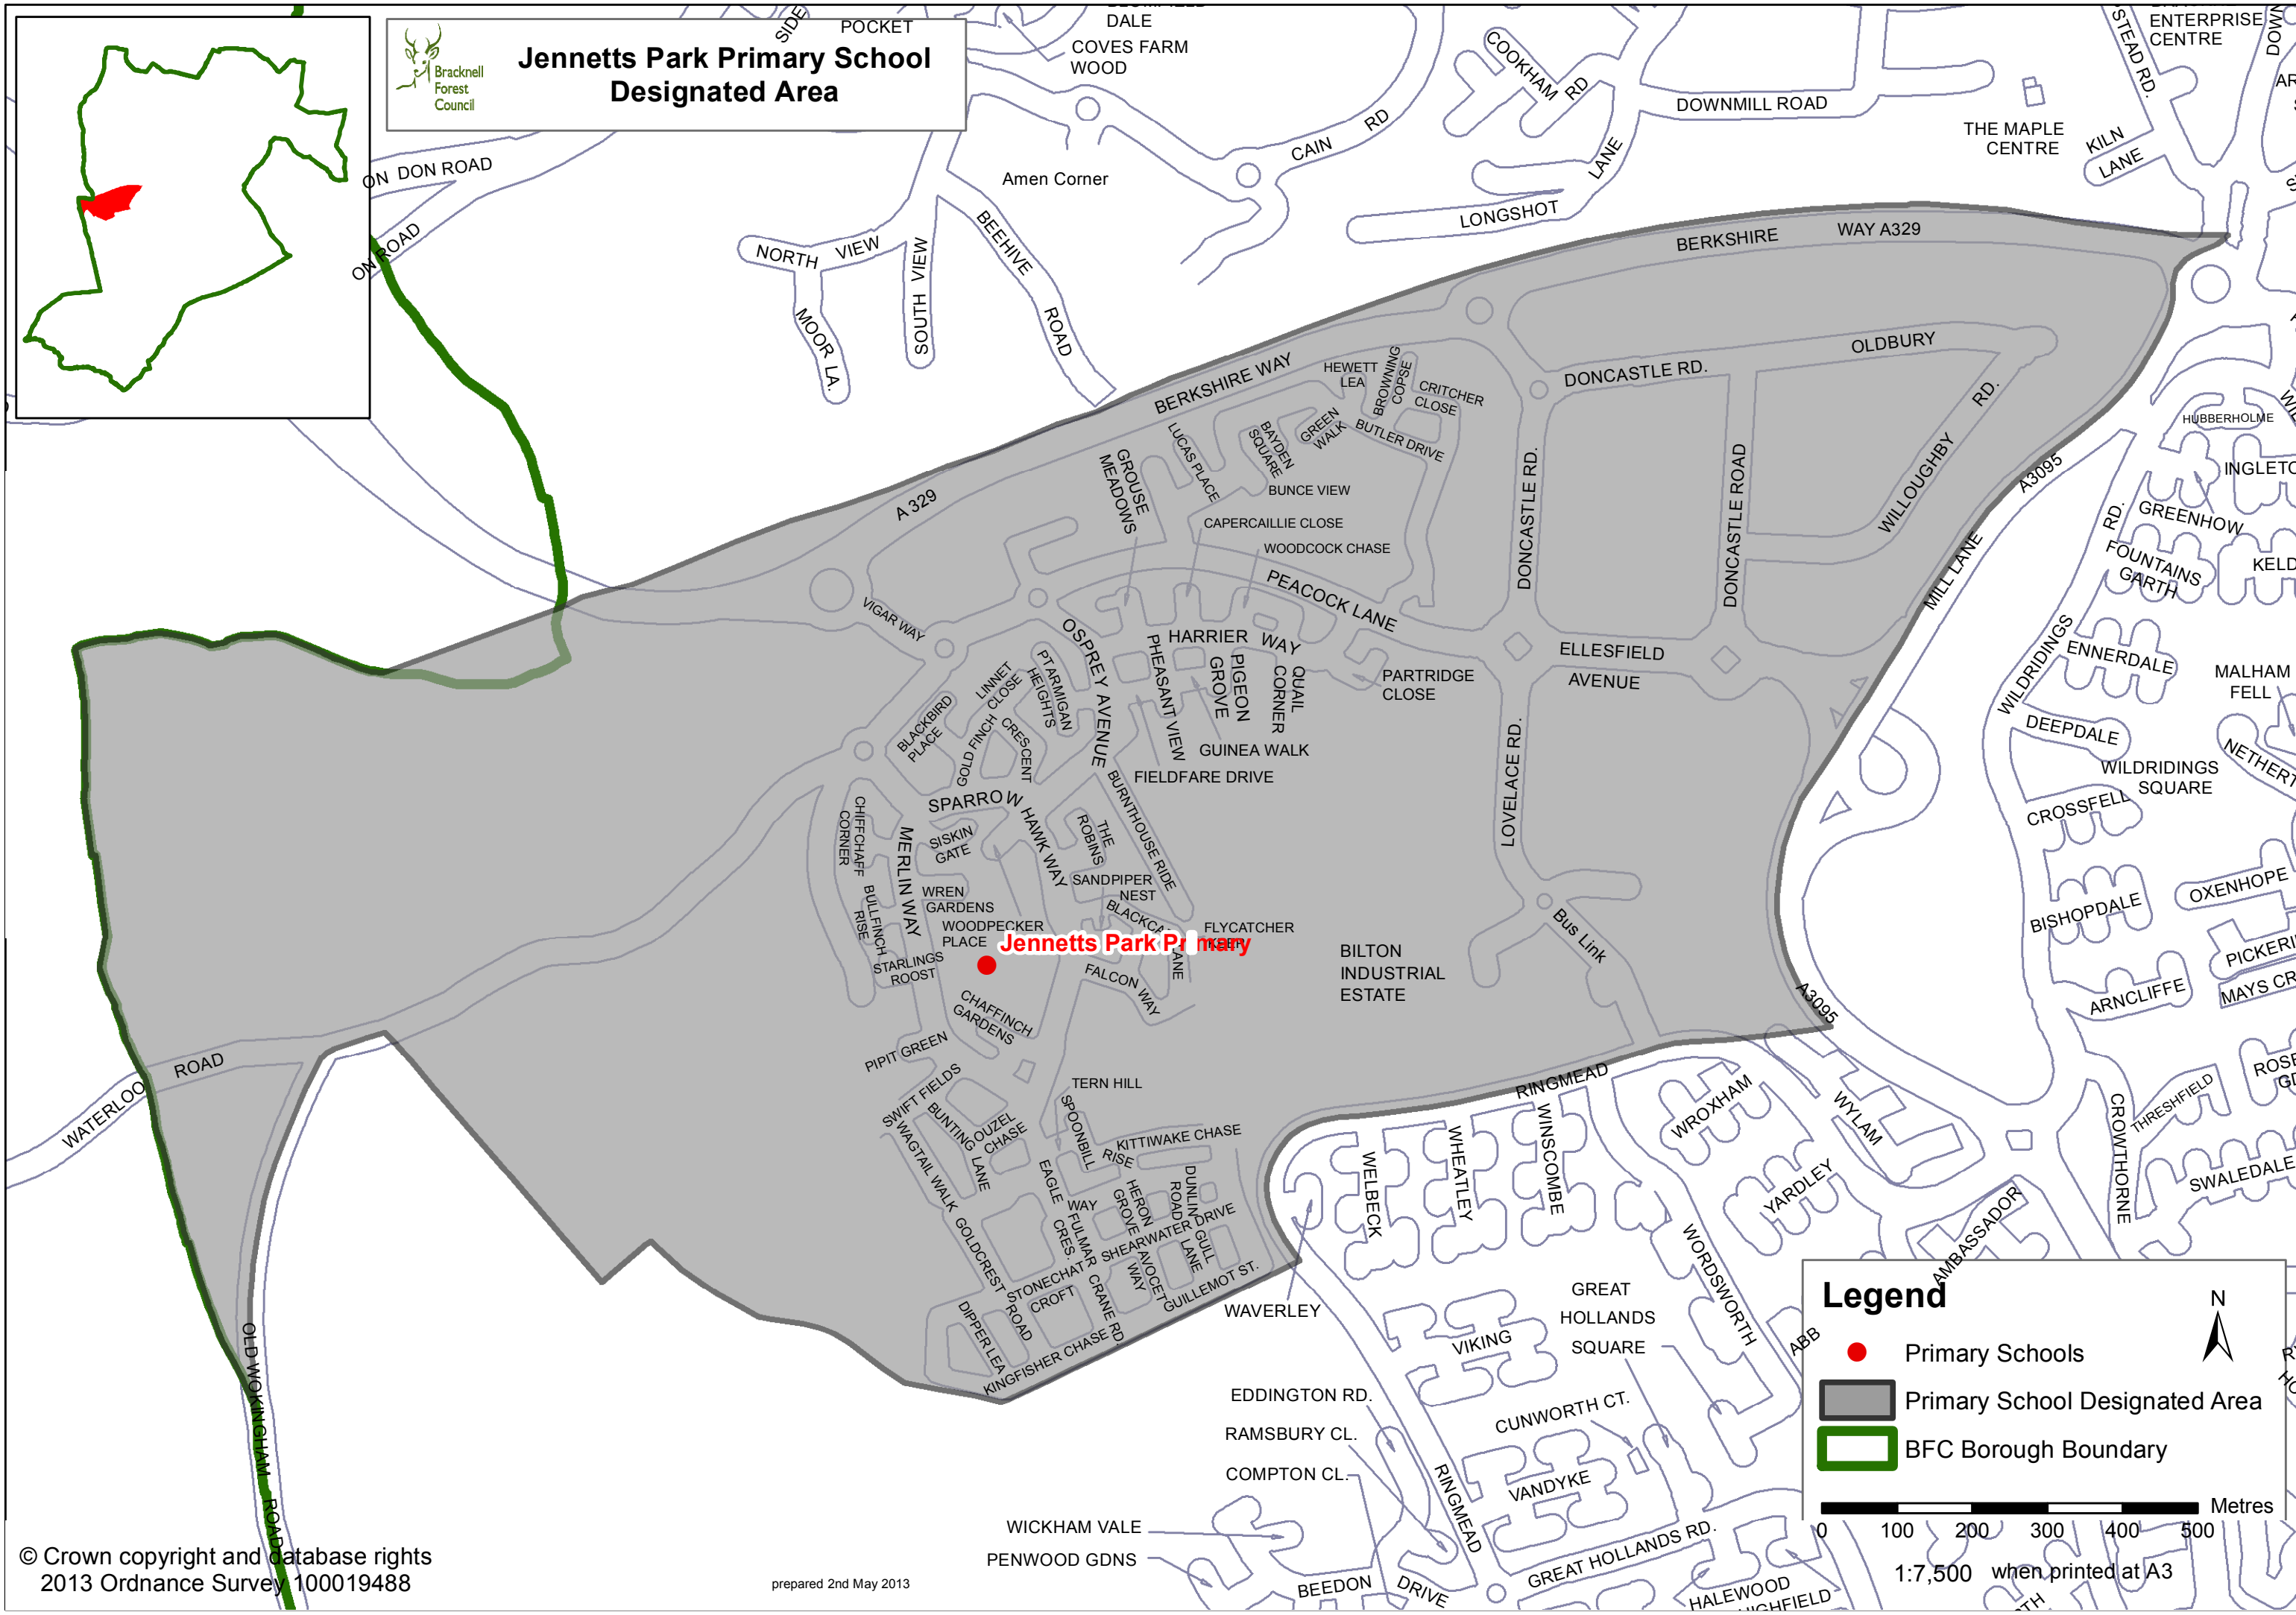 Bracknell
Forest
Council
Jennetts Park Primary School
Designated Area
POCKET
DALE
COVES FARM
WOOD
COOKHAM RD
DOWNMILL ROAD
ENTERPRISE
CENTRE
THE MAPLE
CENTRE
KILN
LANE
CAIN RD
LANE
LONGSHOT
Amen Corner
ON DON ROAD
ON ROAD
NORTH VIEW
SOUTH VIEW
MOOR LA.
BEEHIVE ROAD
BERKSHIRE WAY A329
BERKSHIRE WAY
A 329
OLDBURY
DONCASTLE RD.
WILLOUGHBY RD.
DONCASTLE RD.
DONCASTLE ROAD
HEWETT
LEA
BROWNING
COPSE
CRITCHER
CLOSE
BUTLER DRIVE
GREEN
WALK
BAYDEN
SQUARE
LUCAS PLACE
BUNCE VIEW
GROUSE
MEADOWS
CAPERCAILLIE CLOSE
WOODCOCK CHASE
PEACOCK LANE
VIGAR WAY
OSPREY AVENUE
HARRIER WAY
PHEASANT VIEW
PIGEON
GROVE
QUAIL
CORNER
PARTRIDGE
CLOSE
GUINEA WALK
FIELDFARE DRIVE
ELLESFIELD
AVENUE
LOVELACE RD.
PTARMIGAN
HEIGHTS
LINNET
CLOSE
BLACKBIRD
PLACE
GOLD FINCH CRESCENT
SPARROW HAWK WAY
BURNTHOUSE RIDE
THE
ROBINS
CHIFFCHAFF
CORNER
MERLIN WAY
SISKIN
GATE
WREN
GARDENS
BULLFINCH
RISE
WOODPECKER
PLACE
SANDPIPER
NEST
FLYCATCHER
KEEP
Jennetts Park Primary
STARLINGS
ROOST
FALCON WAY
CHAFFINCH
GARDENS
BILTON
INDUSTRIAL
ESTATE
Bus Link
A3095
A3095
MILL LANE
PIPIT GREEN
SWIFT FIELDS
TERN HILL
BUNTING LANE
OUZEL
CHASE
SPOONBILL RISE
KITTIWAKE CHASE
WAGTAIL WALK
EAGLE WAY
HERON
GROVE
DUNLIN
ROAD
FULMAR
CRES.
SHEARWATER DRIVE
GULL
LANE
GOLDCREST ROAD
STONECHAT
CROFT
AVOCET
WAY
CRANE RD.
GUILLEMOT ST.
DIPPER LEA
KINGFISHER CHASE
WATERLOO ROAD
OLD WOKINGHAM ROAD
HUBBERHOLME
GREENHOW
FOUNTAINS
GARTH
WILDRIDINGS RD.
ENNERDALE
MALHAM
FELL
DEEPDALE
WILDRIDINGS
SQUARE
CROSSFELL
BISHOPDALE
OXENHOPE
ARNCLIFFE
MAYS CR
THRESHFIELD
CROWTHORNE
SWALEDALE
RINGMEAD
WROXHAM
WYLAM
WINSCOMBE
WHEATLEY
WELBECK
YARDLEY
WAVERLEY
WORDSWORTH
AMBASSADOR
GREAT
HOLLANDS
SQUARE
VIKING
EDDINGTON RD.
RAMSBURY CL.
COMPTON CL.
CUNWORTH CT.
VANDYKE
RINGMEAD
WICKHAM VALE
PENWOOD GDNS
BEEDON DRIVE
GREAT HOLLANDS RD.
HALEWOOD
Legend
N
Primary Schools
Primary School Designated Area
BFC Borough Boundary
Metres
0 100 200 300 400 500
1:7,500 when printed at A3
© Crown copyright and database rights
2013 Ordnance Survey 100019488
prepared 2nd May 2013